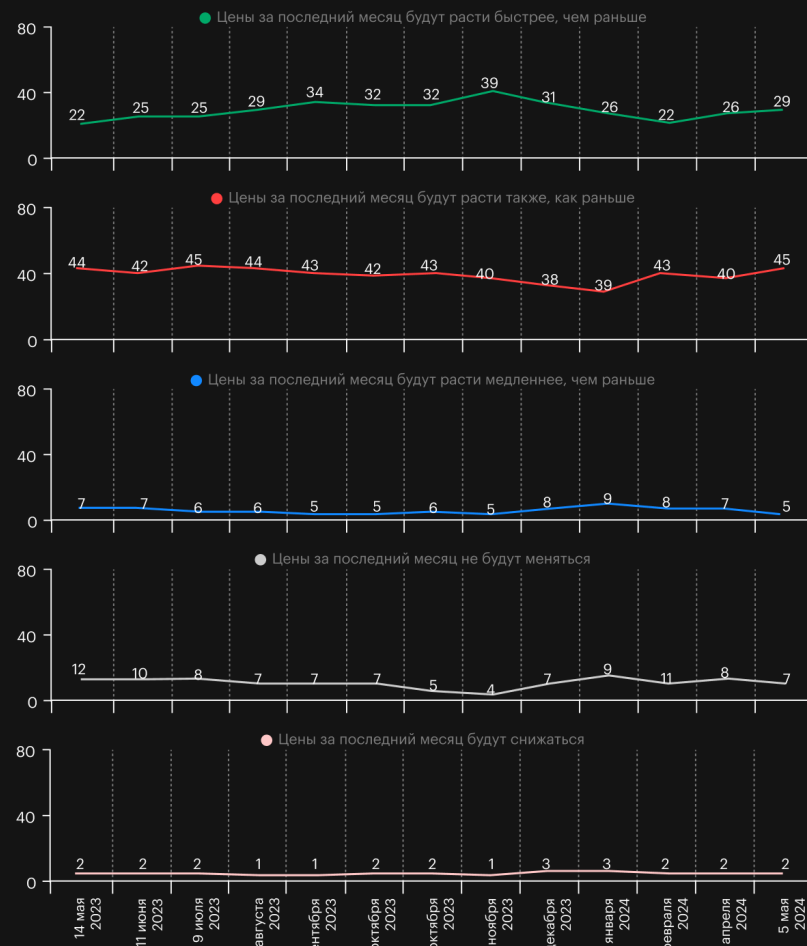 Цены за последний месяц будут расти быстрее, чем раньше
80
40
0
22 25 25 29 34 32 32 39 31 26 22 26 29
Цены за последний месяц будут расти также, как раньше
80
40
0
44 42 45 44 43 42 43 40 38 39 43 40 45
Цены за последний месяц будут расти медленнее, чем раньше
80
40
0
7 7 6 6 5 5 6 5 8 9 8 7 5
Цены за последний месяц не будут меняться
80
40
0
12 10 8 7 7 7 5 4 7 9 11 8 7
Цены за последний месяц будут снижаться
80
40
0
2 2 2 1 1 2 2 1 3 3 2 2 2
14 мая
2023
11 июня
2023
9 июля
2023
августа
2023
ентября
2023
октября
2023
октября
2023
ноября
2023
декабря
2023
января
2024
февраля
2024
апреля
2024
5 мая
2024